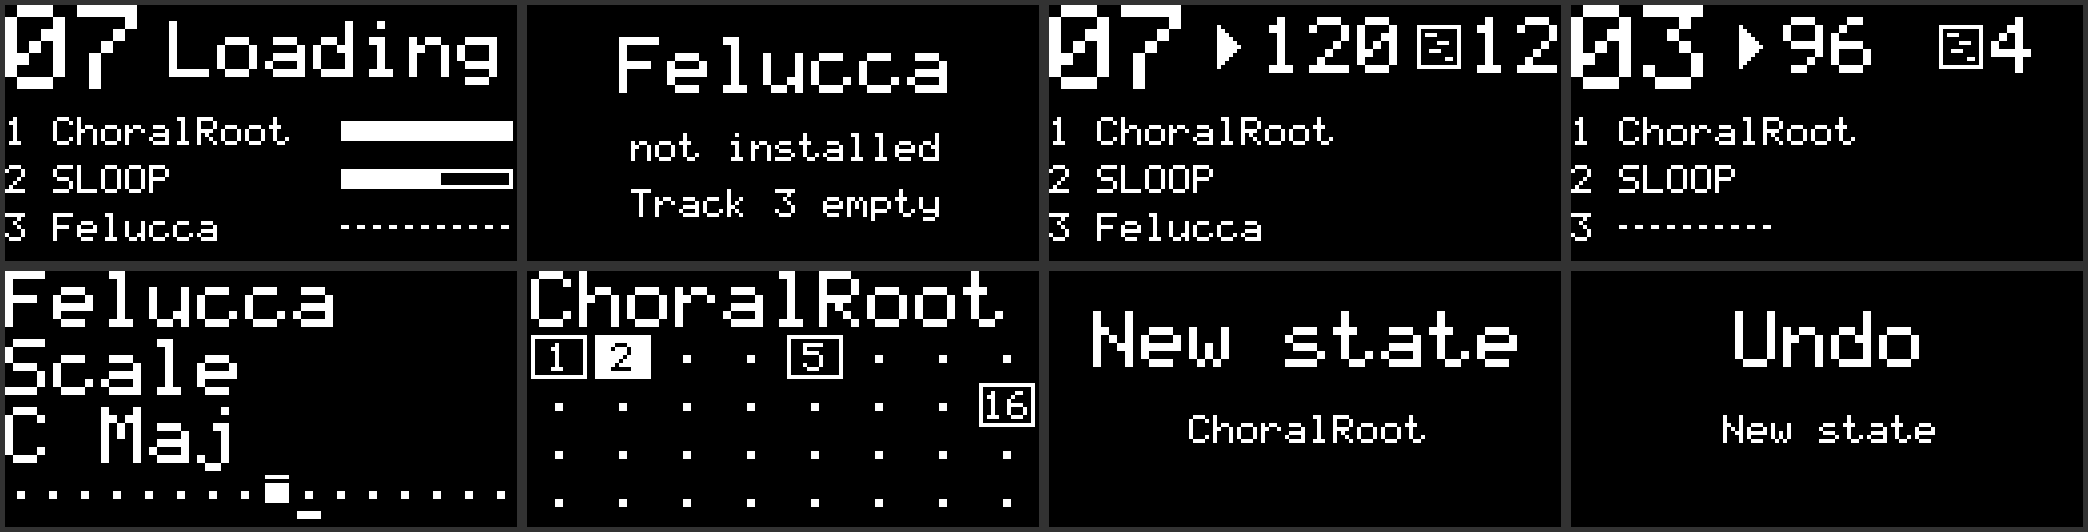 07 Loading
1 ChoralRoot
2 SLOOP
3 Felucca -----------
Felucca
not installed
Track 3 empty
07 120 12
1 ChoralRoot
2 SLOOP
3 Felucca
03 96 4
1 ChoralRoot
2 SLOOP
3 ----------
Felucca
Scale
C Maj
ChoralRoot
1 2 5
16
New state
ChoralRoot
Undo
New state